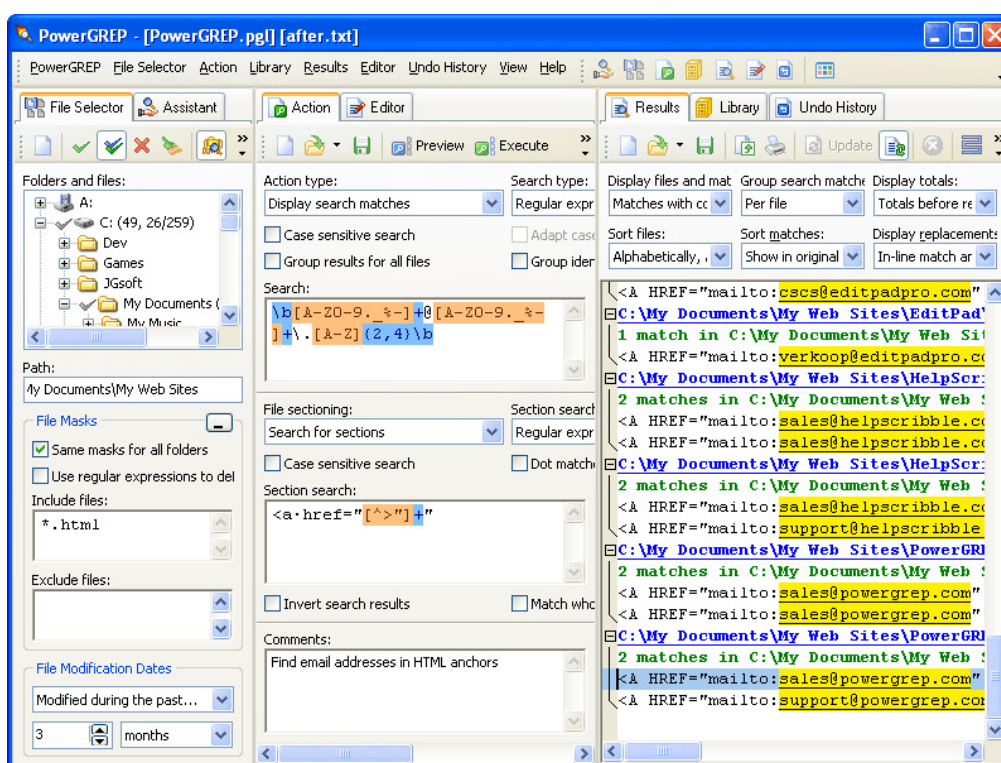 PowerGREP - [PowerGREP.pgl] [after.txt]
PowerGREP File Selector Action Library Results Editor Undo History View Help
File Selector Assistant
Folders and files:
A:
C: (49, 26/259)
Dev
Games
JGsoft
My Documents (
My Music
Path:
My Documents\My Web Sites
File Masks
Same masks for all folders
Use regular expressions to del
Include files:
*.html
Exclude files:
File Modification Dates
Modified during the past...
3 months
Action Editor
Preview Execute
Action type: Search type:
Display search matches Regular expr
Case sensitive search Adapt case
Group results for all files Group iden
Search:
\b[A-Z0-9._%-]+@[A-Z0-9._%-
]+\.[A-Z]{2,4}\b
File sectioning: Section search
Search for sections Regular expr
Case sensitive search Dot match
Section search:
<a·href="[^>"]+"
Invert search results Match who
Comments:
Find email addresses in HTML anchors
Results Library Undo History
Update
Display files and mat Group search matche Display totals:
Matches with co Per file Totals before re
Sort files: Sort matches: Display replacements
Alphabetically, Show in original In-line match ar
<A HREF="mailto:cscs@editpadpro.com"
C:\My Documents\My Web Sites\EditPad\
1 match in C:\My Documents\My Web Sit
<A HREF="mailto:verkoop@editpadpro.co
C:\My Documents\My Web Sites\HelpScri
2 matches in C:\My Documents\My Web S
<A HREF="mailto:sales@helpscribble.co
<A HREF="mailto:sales@helpscribble.co
C:\My Documents\My Web Sites\HelpScri
2 matches in C:\My Documents\My Web S
<A HREF="mailto:sales@helpscribble.co
<A HREF="mailto:support@helpscribble.
C:\My Documents\My Web Sites\PowerGRE
2 matches in C:\My Documents\My Web S
<A HREF="mailto:sales@powergrep.com"
<A HREF="mailto:sales@powergrep.com"
C:\My Documents\My Web Sites\PowerGRE
2 matches in C:\My Documents\My Web S
<A HREF="mailto:sales@powergrep.com"
<A HREF="mailto:support@powergrep.com